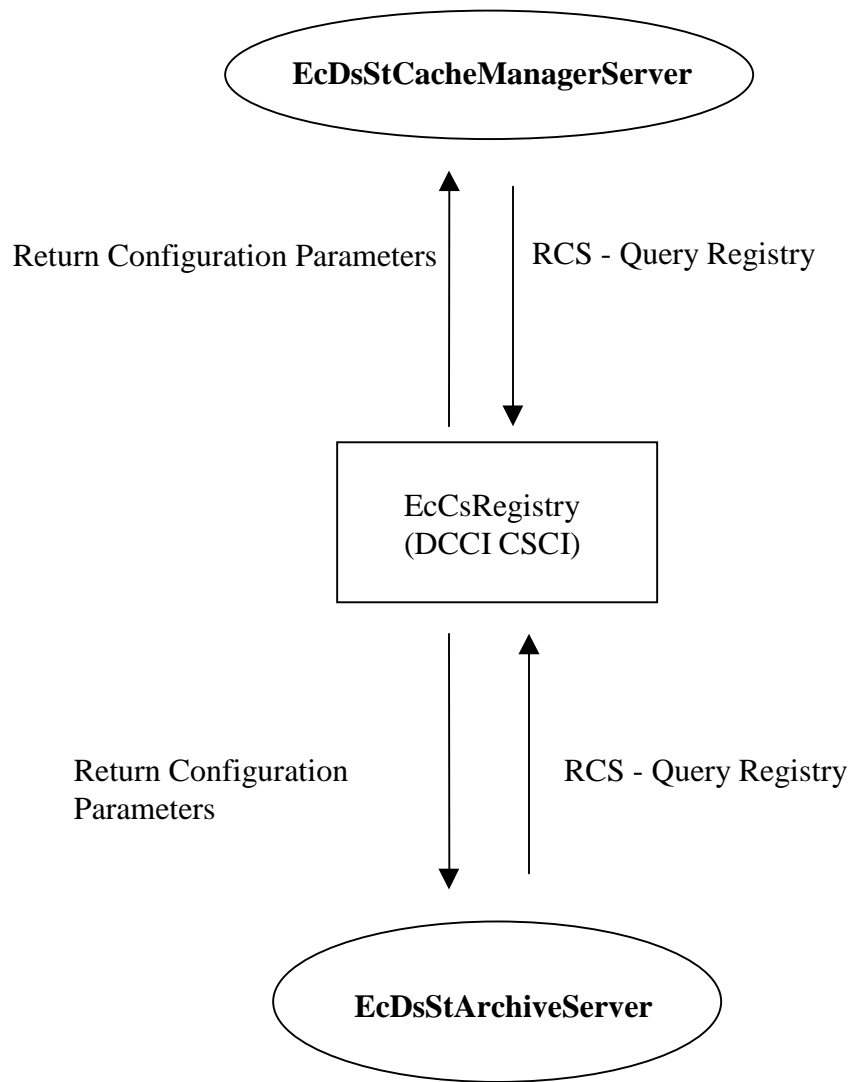 EcDsStCacheManagerServer
Return Configuration Parameters
RCS - Query Registry
EcCsRegistry
(DCCI CSCI)
Return Configuration
Parameters
RCS - Query Registry
EcDsStArchiveServer